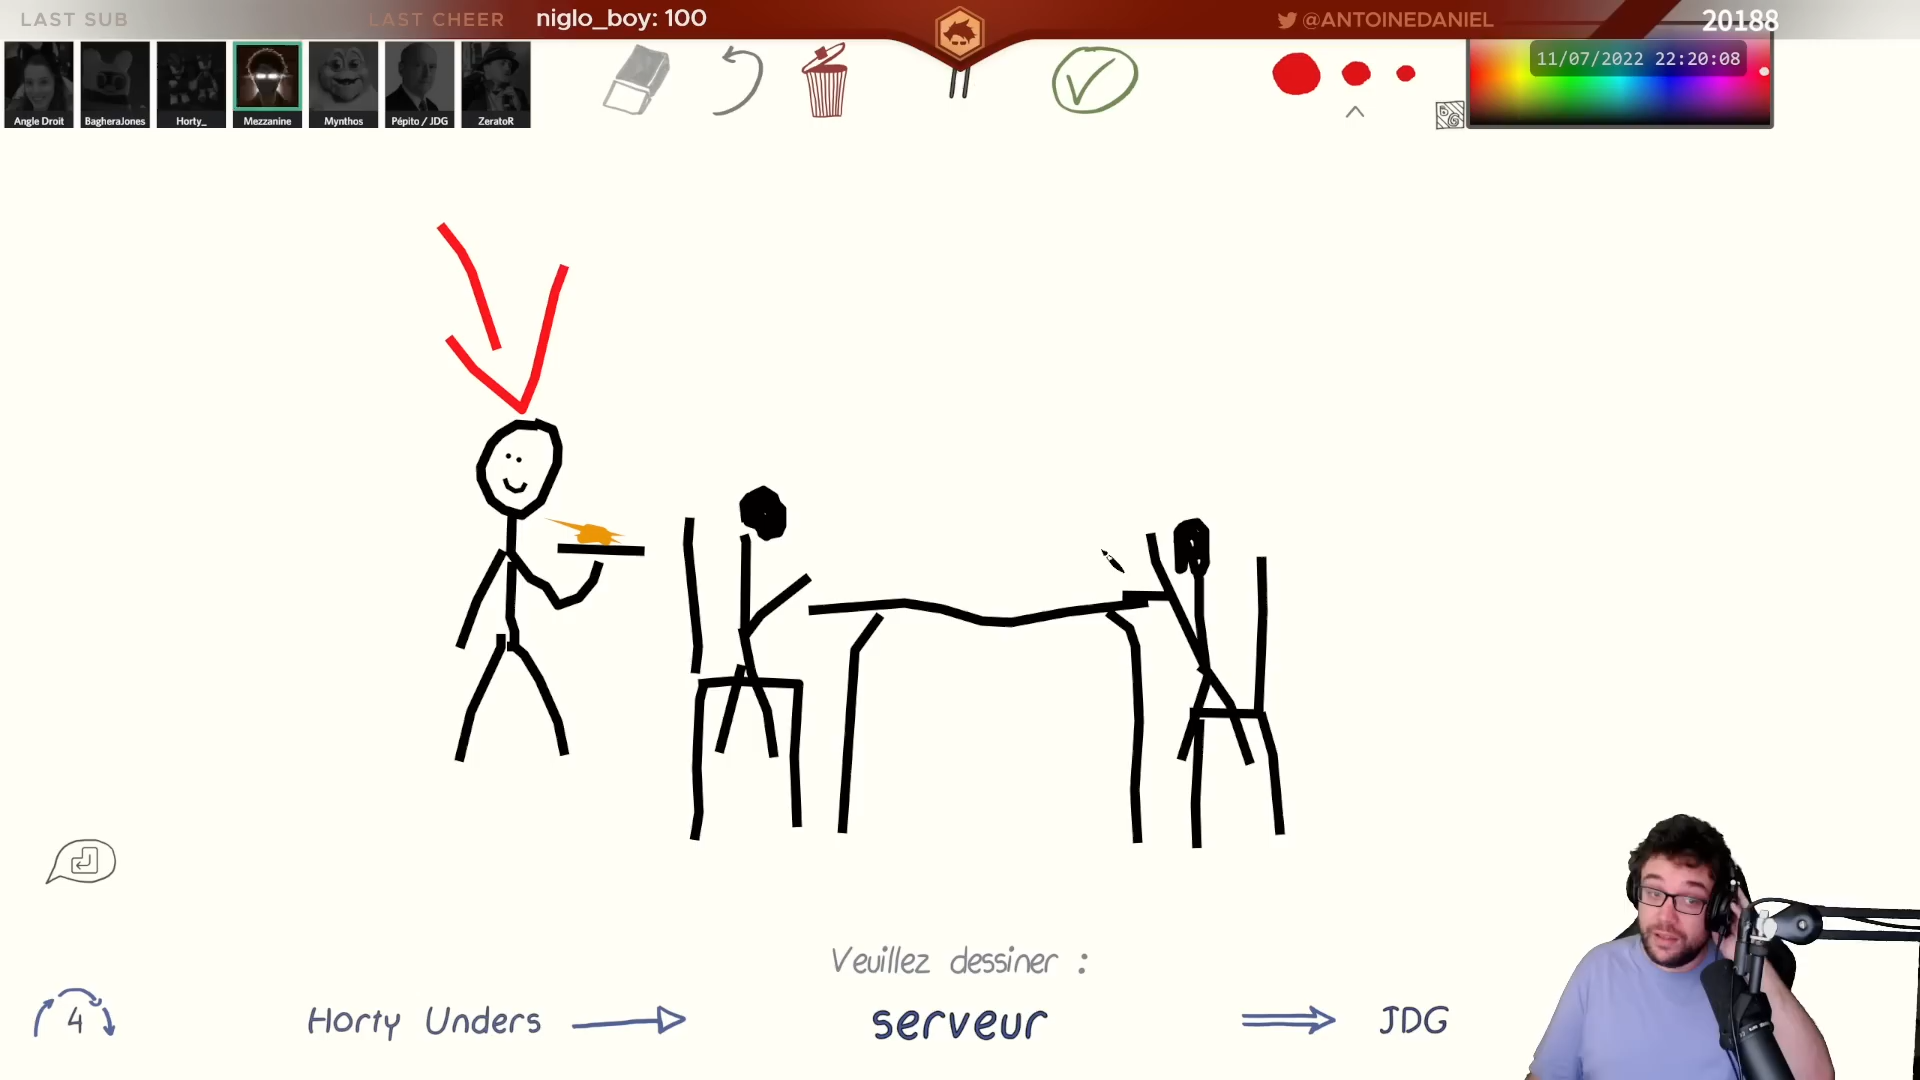 LAST SUB
LAST CHEER
niglo_boy: 100
@ANTOINEDANIEL
20188
11/07/2022 22:20:08
Angle Droit
BagheraJones
Horty_
Mezzanine
Mynthos
Pépito / JDG
ZeratoR
B G
Veuillez dessiner :
4
Horty Unders
serveur
JDG